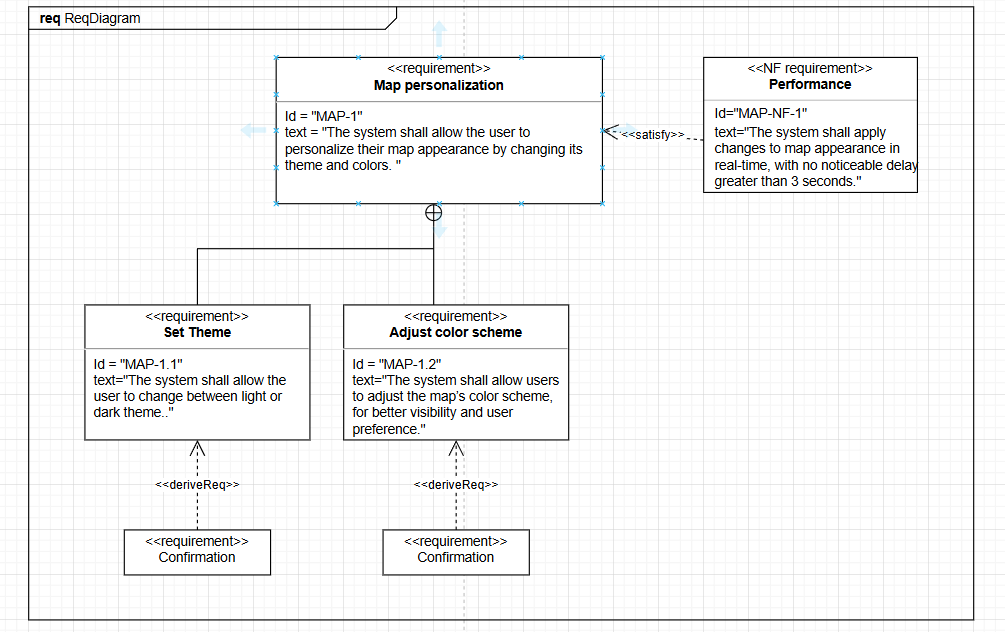 req ReqDiagram
<<requirement>>
Map personalization
Id = "MAP-1"
text = "The system shall allow the user to
personalize their map appearance by changing its
theme and colors. "
<<satisfy>>
<<NF requirement>>
Performance
Id="MAP-NF-1"
text="The system shall apply
changes to map appearance in
real-time, with no noticeable delay
greater than 3 seconds."
<<requirement>>
Set Theme
Id = "MAP-1.1"
text="The system shall allow the
user to change between light or
dark theme.."
<<requirement>>
Adjust color scheme
Id = "MAP-1.2"
text="The system shall allow users
to adjust the map's color scheme,
for better visibility and user
preference."
<<deriveReq>>
<<deriveReq>>
<<requirement>>
Confirmation
<<requirement>>
Confirmation